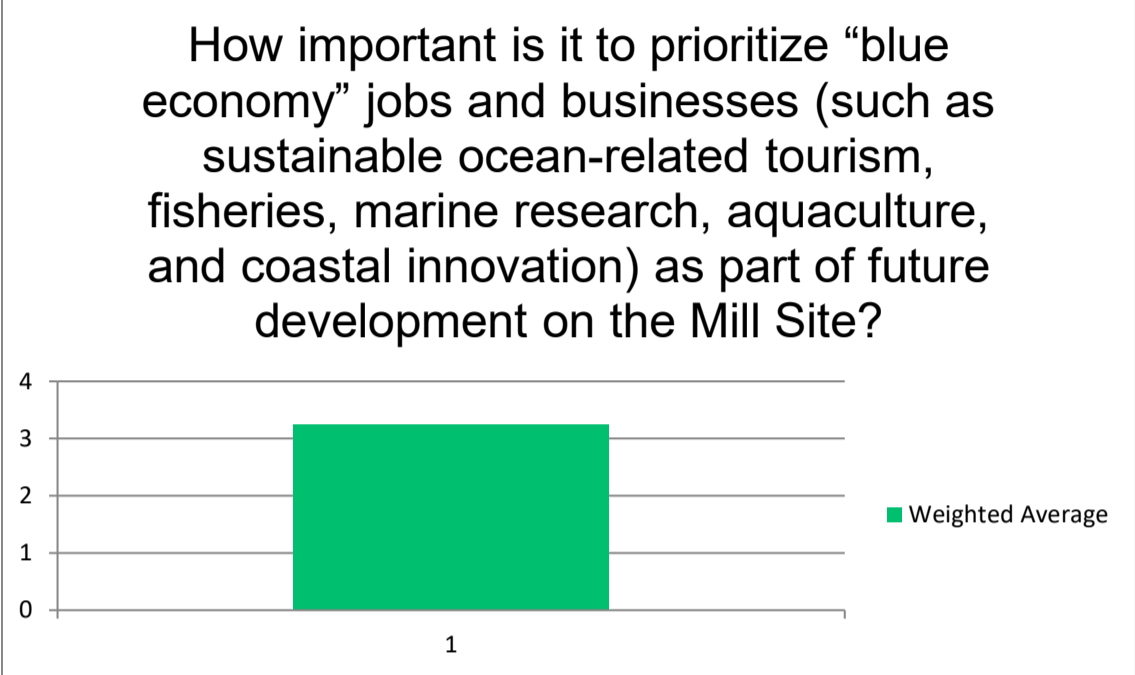 How important is it to prioritize “blue
economy” jobs and businesses (such as
sustainable ocean-related tourism,
fisheries, marine research, aquaculture,
and coastal innovation) as part of future
development on the Mill Site?
4
3
2
1
0
1
Weighted Average